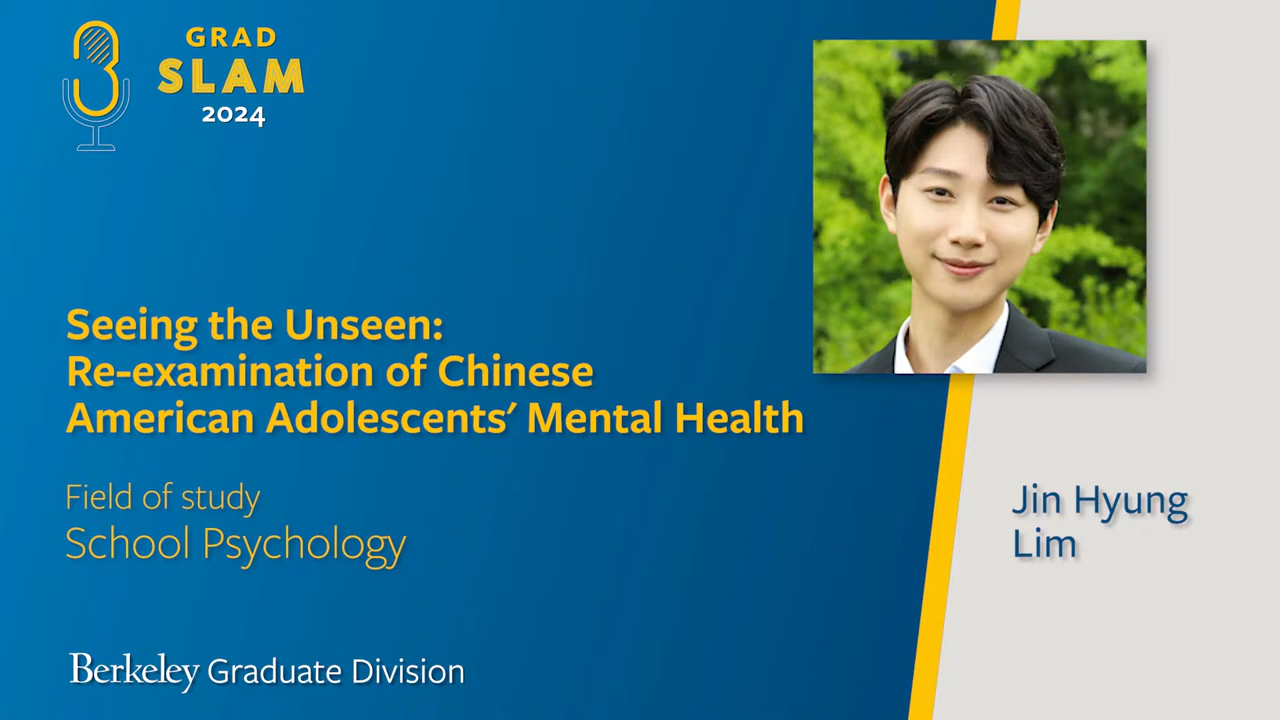 GRAD
SLAM
2024
Seeing the Unseen:
Re-examination of Chinese
American Adolescents’ Mental Health
Field of study
School Psychology
Berkeley Graduate Division
Jin Hyung
Lim